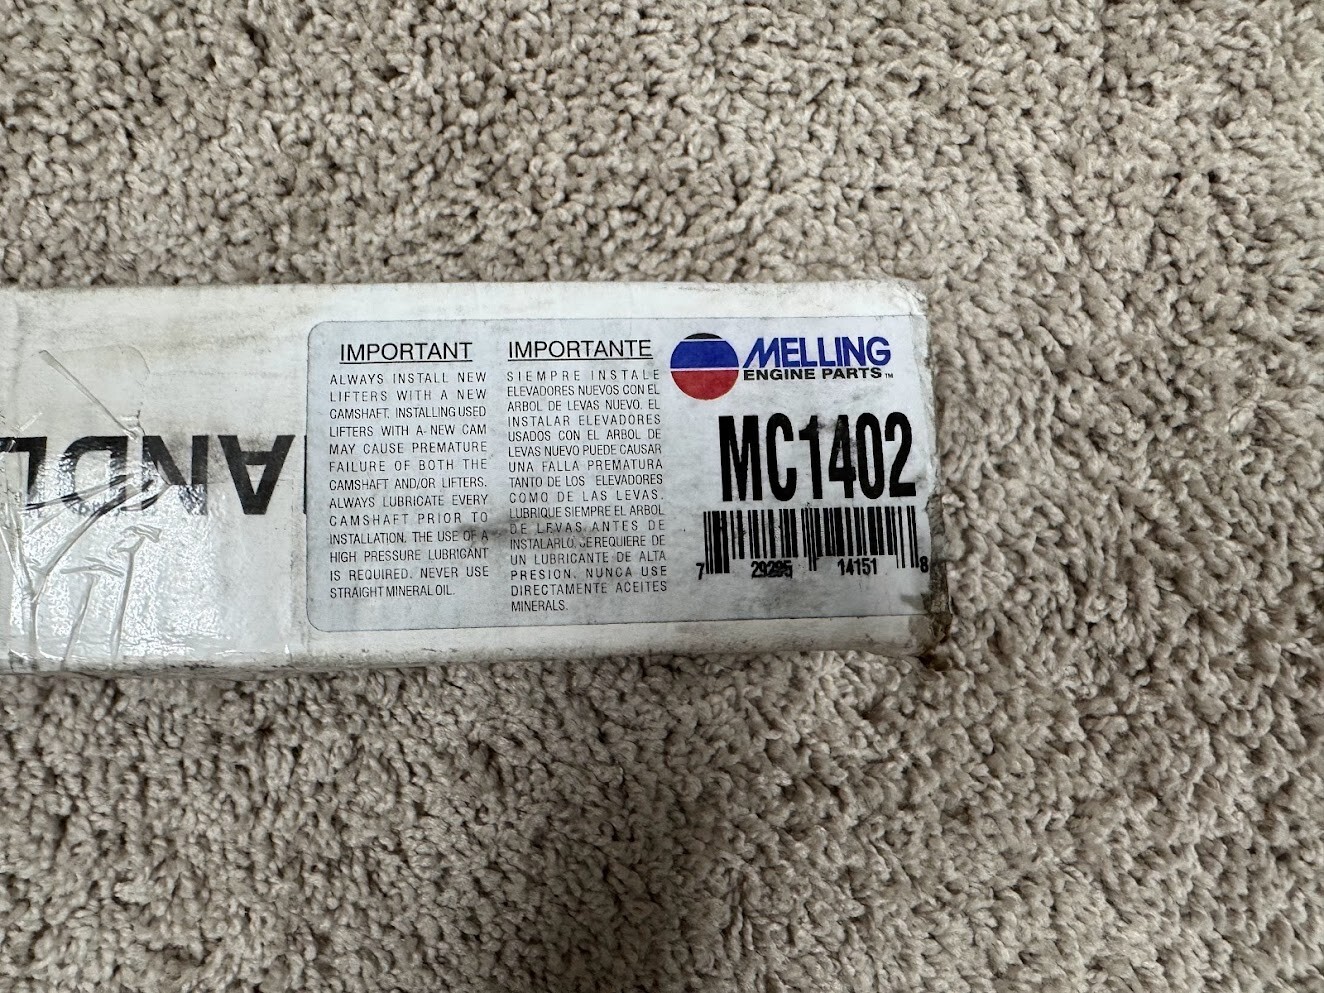 IMPORTANT
ALWAYS INSTALL NEW
LIFTERS WITH A NEW
CAMSHAFT. INSTALLING USED
LIFTERS WITH A NEW CAM
MAY CAUSE PREMATURE
FAILURE OF BOTH THE
CAMSHAFT AND/OR LIFTERS.
ALWAYS LUBRICATE EVERY
CAMSHAFT PRIOR TO
INSTALLATION. THE USE OF A
HIGH PRESSURE LUBRICANT
IS REQUIRED. NEVER USE
STRAIGHT MINERAL OIL.
IMPORTANTE
SIEMPRE INSTALE
ELEVADORES NUEVOS CON EL
ARBOL DE LEVAS NUEVO. EL
INSTALAR ELEVADORES
USADOS CON EL ARBOL DE
LEVAS NUEVO PUEDE CAUSAR
UNA FALLA PREMATURA
TANTO DE LOS ELEVADORES
COMO DE LAS LEVAS.
LUBRIQUE SIEMPRE EL ARBOL
DE LEVAS ANTES DE
INSTALARLO. SE REQUIERE DE
UN LUBRICANTE DE ALTA
PRESION. NUNCA USE
DIRECTAMENTE ACEITES
MINERALS.
MELLING
ENGINE PARTS™
MC1402
7 29295 14151 8